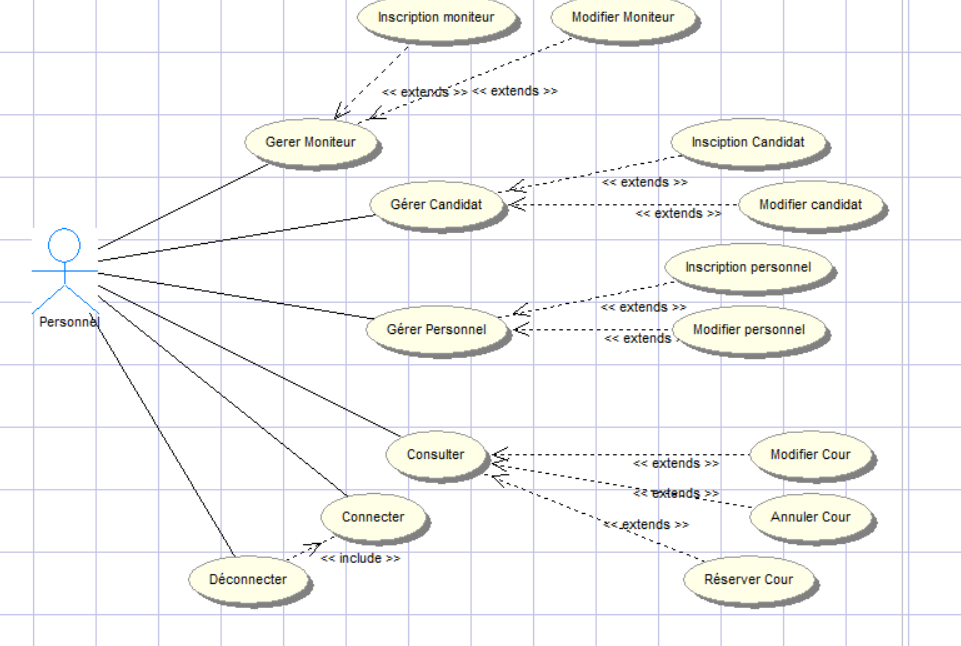 Inscription moniteur
Modifier Moniteur
<< extends >>
<< extends >>
Gerer Moniteur
Insciption Candidat
<< extends >>
Gérer Candidat
Modifier candidat
<< extends >>
Inscription personnel
<< extends >>
Personnel
Gérer Personnel
Modifier personnel
<< extends
Consulter
Modifier Cour
<< extends >>
<< extends >>
Annuler Cour
Connecter
<< extends >>
<< include >>
Déconnecter
Réserver Cour